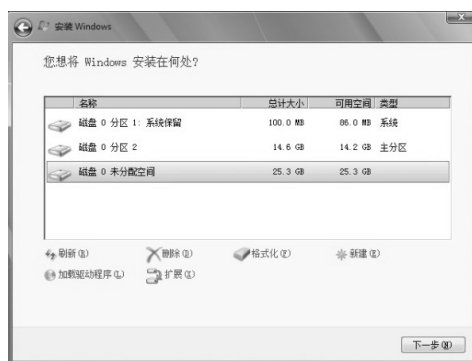 安装 Windows
您想将 Windows 安装在何处?
名称 总计大小 可用空间 类型
磁盘 0 分区 1: 系统保留 100.0 MB 86.0 MB 系统
磁盘 0 分区 2 14.6 GB 14.2 GB 主分区
磁盘 0 未分配空间 25.3 GB 25.3 GB
刷新(R) 删除(D) 格式化(F) 新建(E)
加载驱动程序(L) 扩展(X)
下一步(N)